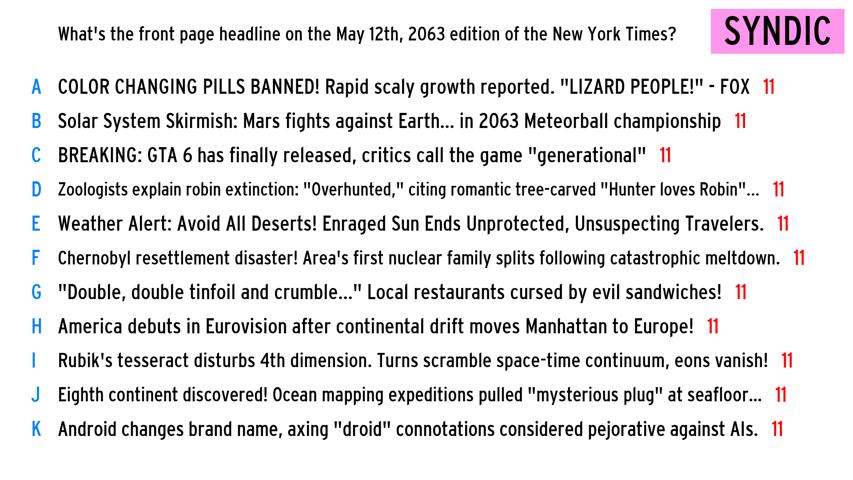 What's the front page headline on the May 12th, 2063 edition of the New York Times? SYNDIC
A COLOR CHANGING PILLS BANNED! Rapid scaly growth reported. "LIZARD PEOPLE!" - FOX 11
B Solar System Skirmish: Mars fights against Earth... in 2063 Meteorball championship 11
C BREAKING: GTA 6 has finally released, critics call the game "generational" 11
D Zoologists explain robin extinction: "Overhunted," citing romantic tree-carved "Hunter loves Robin"... 11
E Weather Alert: Avoid All Deserts! Enraged Sun Ends Unprotected, Unsuspecting Travelers. 11
F Chernobyl resettlement disaster! Area's first nuclear family splits following catastrophic meltdown. 11
G "Double, double tinfoil and crumble..." Local restaurants cursed by evil sandwiches! 11
H America debuts in Eurovision after continental drift moves Manhattan to Europe! 11
I Rubik's tesseract disturbs 4th dimension. Turns scramble space-time continuum, eons vanish! 11
J Eighth continent discovered! Ocean mapping expeditions pulled "mysterious plug" at seafloor... 11
K Android changes brand name, axing "droid" connotations considered pejorative against AIs. 11